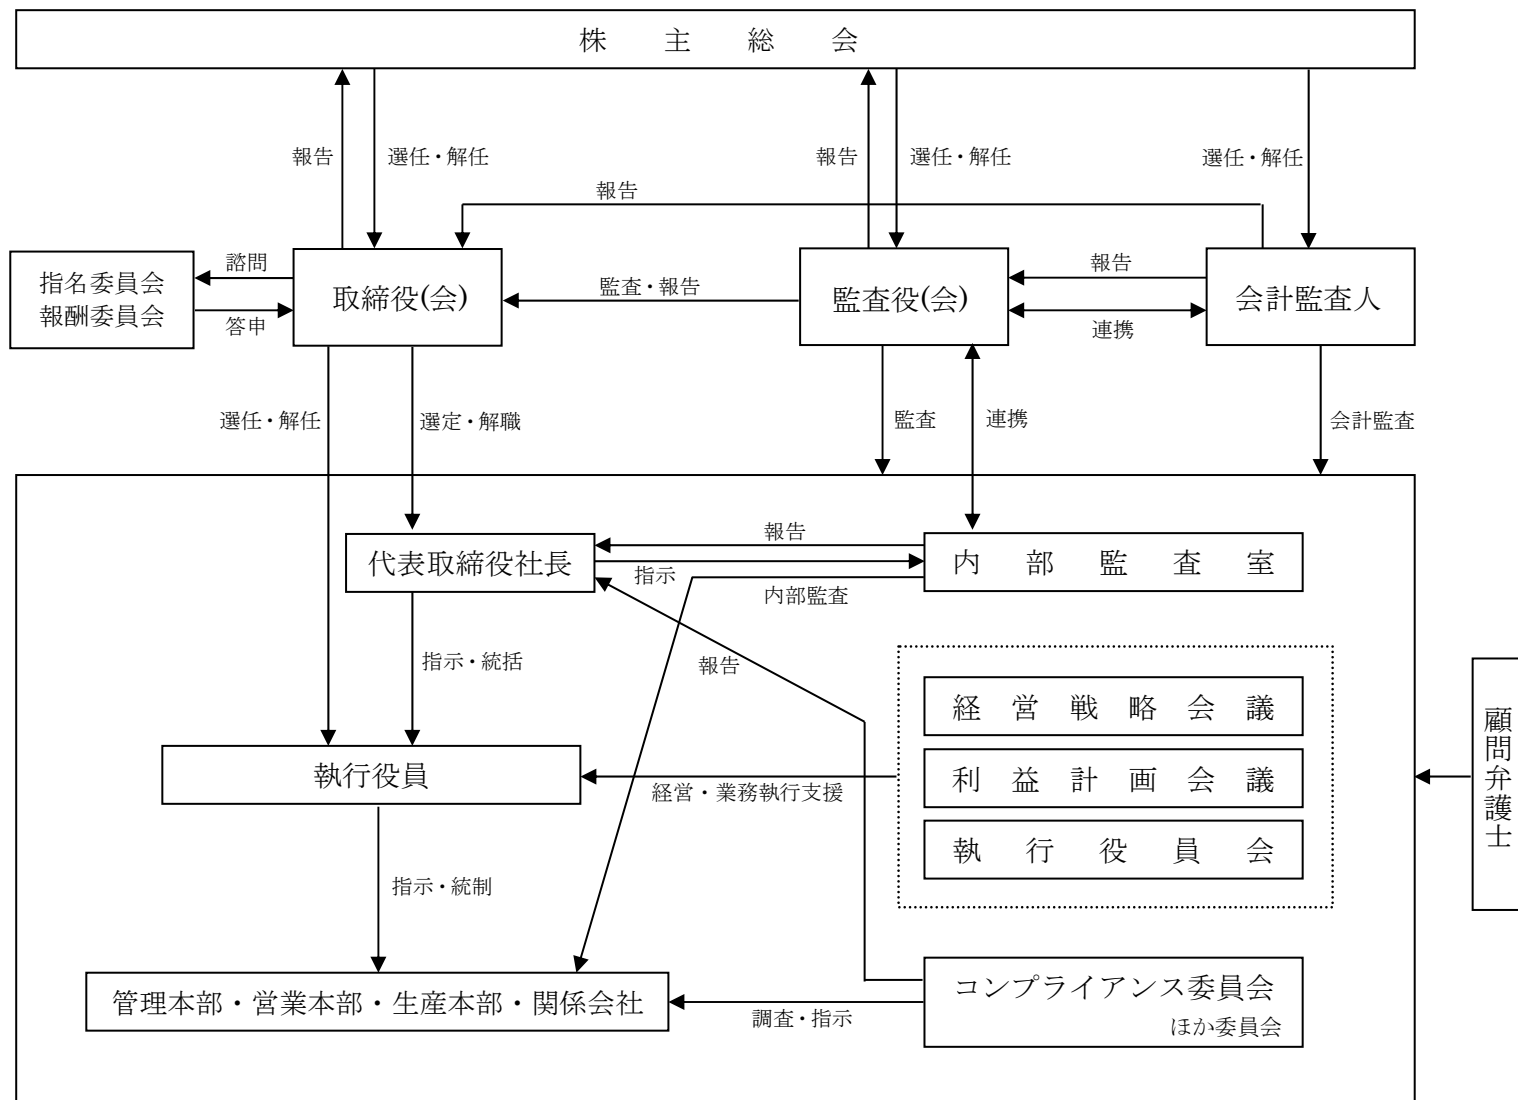 株主総会
報告
選任・解任
報告
選任・解任
選任・解任
報告
指名委員会
報酬委員会
諮問
答申
取締役(会)
監査・報告
監査役(会)
報告
連携
会計監査人
選任・解任
選定・解職
監査
連携
会計監査
代表取締役社長
報告
指示
内部監査
内部監査室
指示・統括
報告
経営戦略会議
利益計画会議
執行役員会
執行役員
経営・業務執行支援
顧問弁護士
指示・統制
管理本部・営業本部・生産本部・関係会社
調査・指示
コンプライアンス委員会
ほか委員会